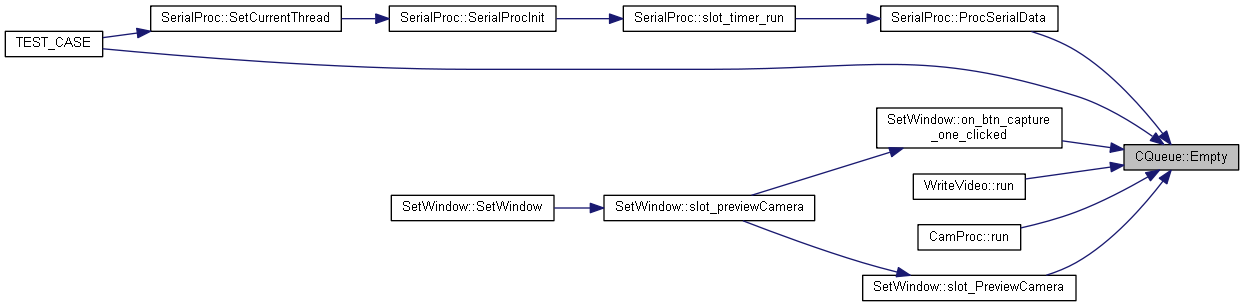 SerialProc::SetCurrentThread
SerialProc::SerialProcInit
SerialProc::slot_timer_run
SerialProc::ProcSerialData
TEST_CASE
SetWindow::on_btn_capture
_one_clicked
CQueue::Empty
WriteVideo::run
SetWindow::SetWindow
SetWindow::slot_previewCamera
CamProc::run
SetWindow::slot_PreviewCamera